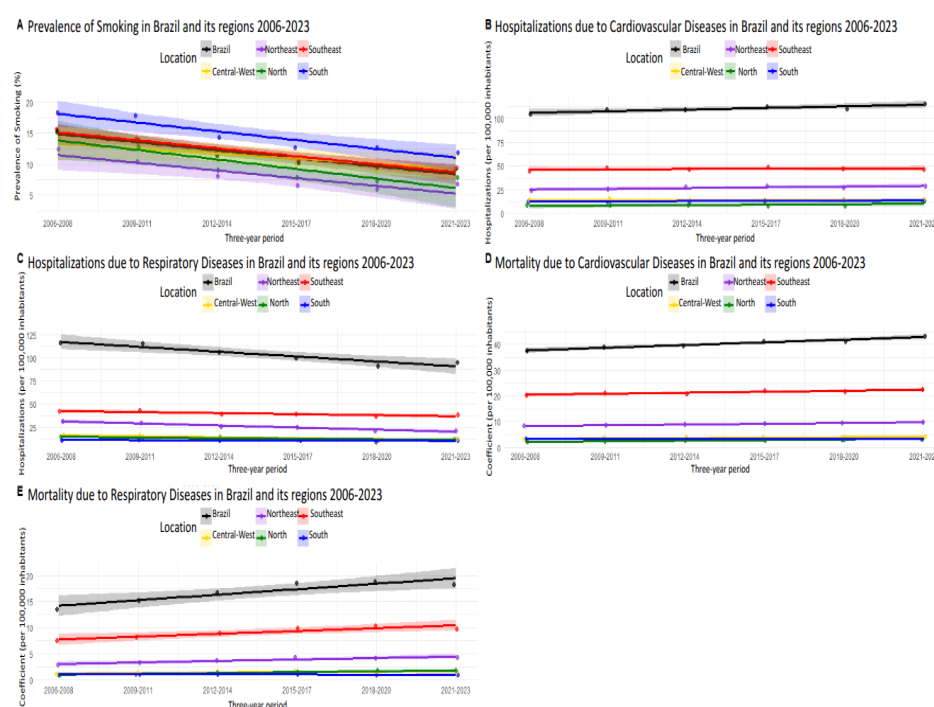 A Prevalence of Smoking in Brazil and its regions 2006-2023
Location
Brazil Northeast Southeast
Central-West North South
Prevalence of Smoking (%)
20
15
10
5
2006-2008 2009-2011 2012-2014 2015-2017 2018-2020 2021-2023
Three-year period
B Hospitalizations due to Cardiovascular Diseases in Brazil and its regions 2006-2023
Location
Brazil Northeast Southeast
Central-West North South
Hospitalizations (per 100,000 inhabitants)
100
75
50
25
0
2006-2008 2009-2011 2012-2014 2015-2017 2018-2020 2021-202
Three-year period
C Hospitalizations due to Respiratory Diseases in Brazil and its regions 2006-2023
Location
Brazil Northeast Southeast
Central-West North South
Hospitalizations (per 100,000 inhabitants)
125
100
75
50
25
2006-2008 2009-2011 2012-2014 2015-2017 2018-2020 2021-2023
Three-year period
D Mortality due to Cardiovascular Diseases in Brazil and its regions 2006-2023
Location
Brazil Northeast Southeast
Central-West North South
Coefficient (per 100,000 inhabitants)
40
30
20
10
0
2006-2008 2009-2011 2012-2014 2015-2017 2018-2020 2021-202
Three-year period
E Mortality due to Respiratory Diseases in Brazil and its regions 2006-2023
Location
Brazil Northeast Southeast
Central-West North South
Coefficient (per 100,000 inhabitants)
20
15
10
5
0
2008-2008 2009-2011 2012-2014 2015-2017 2018-2020 2021-2023
Three-year period